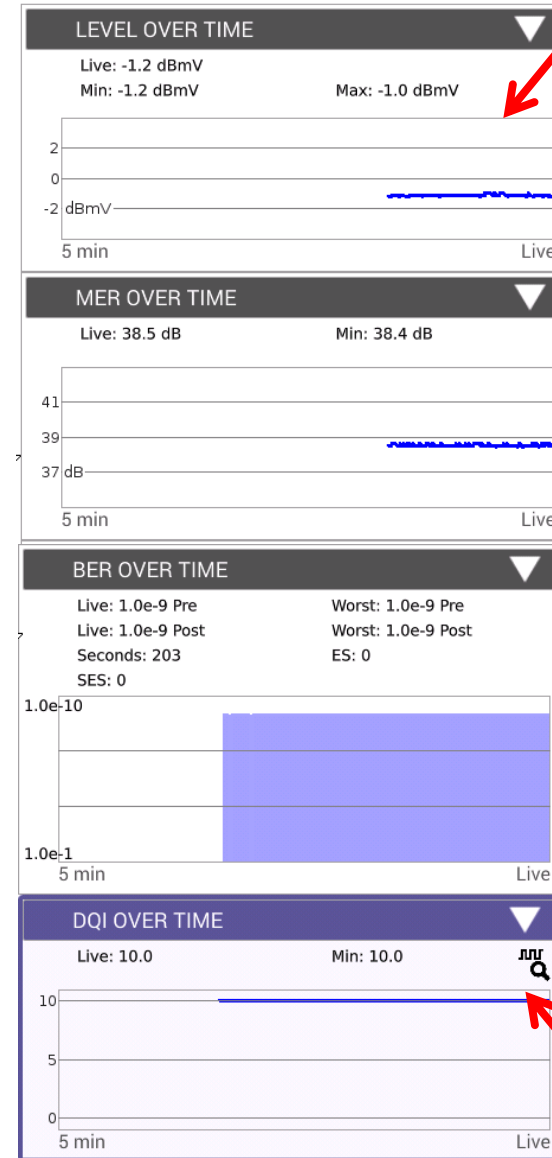 LEVEL OVER TIME
Live: -1.2 dBmV
Min: -1.2 dBmV Max: -1.0 dBmV
2
0
-2 dBmV
5 min Live
MER OVER TIME
Live: 38.5 dB Min: 38.4 dB
41
39
37 dB
5 min Live
BER OVER TIME
Live: 1.0e-9 Pre Worst: 1.0e-9 Pre
Live: 1.0e-9 Post Worst: 1.0e-9 Post
Seconds: 203 ES: 0
SES: 0
1.0e-10
1.0e-1
5 min Live
DQI OVER TIME
Live: 10.0 Min: 10.0
10
5
0
5 min Live